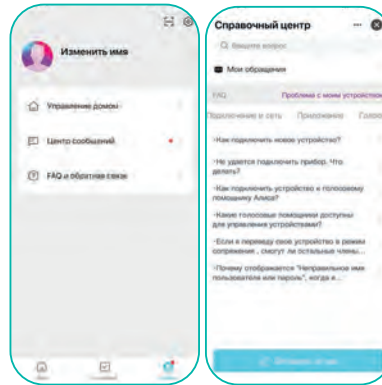 Изменить имя
Управление домом
Центр сообщений
FAQ и обратная связь
Справочный центр
Введите вопрос
Мои обращения
FAQ
Проблема с моим устройством
Подключение и сеть
Приложение
Голос
-Как подключить новое устройство?
-Не удается подключить прибор. Что
делать?
-Как подключить устройство к голосовому
помощнику Алиса?
-Какие голосовые помощники доступны
для управления устройствами?
-Если я переведу свое устройство в режим
сопряжения , смогут ли остальные члены...
-Почему отображается "Неправильное имя
пользователя или пароль", когда я...